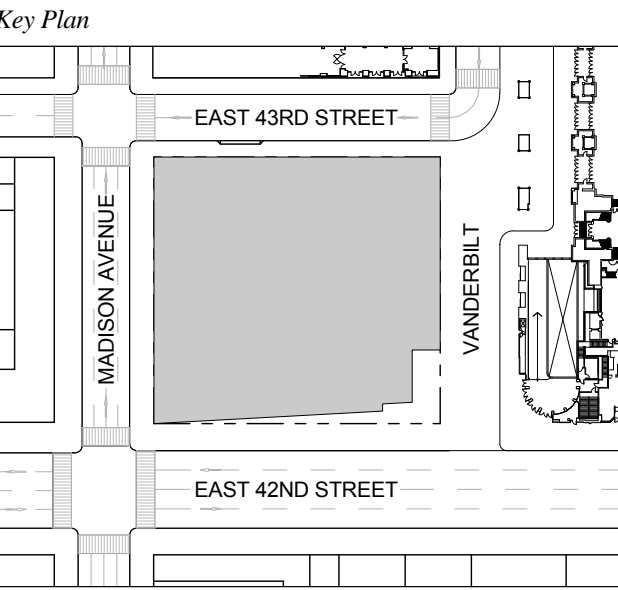 Key Plan
EAST 43RD STREET
MADISON AVENUE
VANDERBILT
EAST 42ND STREET